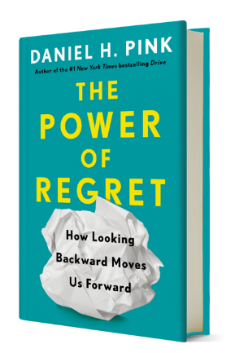 DANIEL H. PINK
Author of the #1 New York Times bestselling Drive
THE
POWER
OF
REGRET
How Looking
Backward Moves
Us Forward